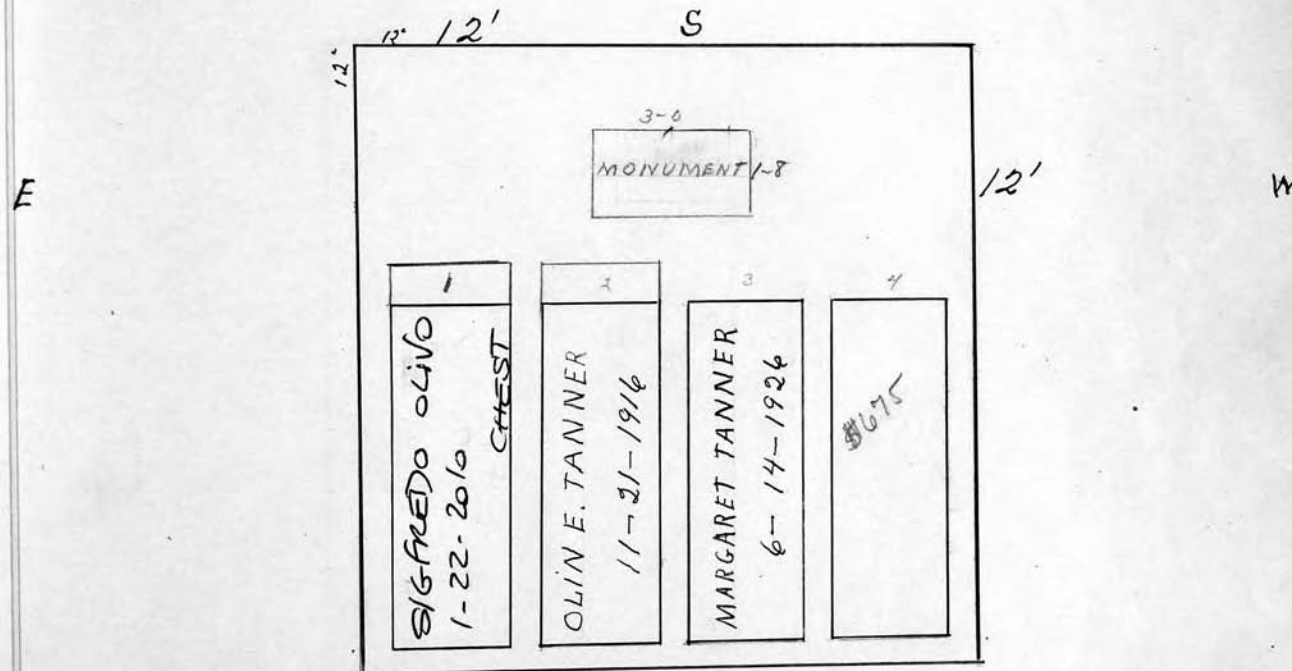 12" 12' S
12"
3-0
MONUMENT 1-8
E
12'
W
1
2
3
4
SIGFREDO OLIVO
1-22-2010
CHEST
OLIN E. TANNER
11-21-1916
MARGARET TANNER
6-14-1926
$675